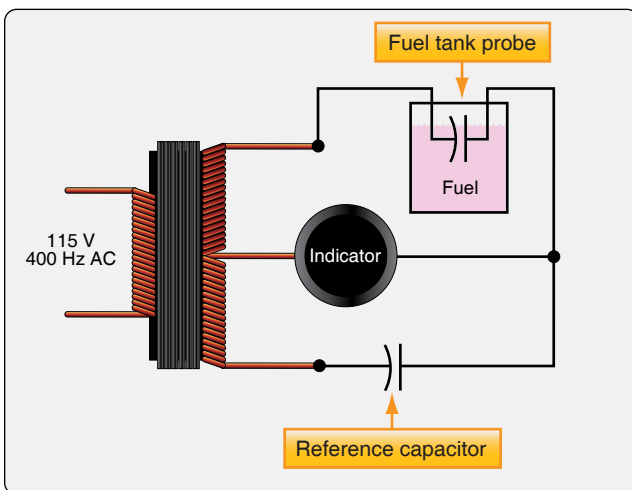 Fuel tank probe
Fuel
115 V
400 Hz AC
Indicator
Reference capacitor